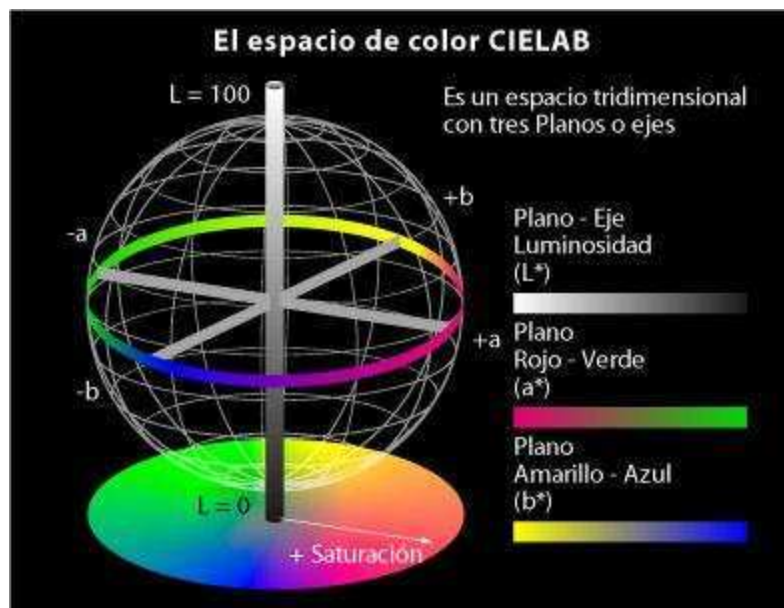 El espacio de color CIELAB
L = 100
Es un espacio tridimensional
con tres Planos o ejes
+b
-a
+a
-b
L = 0
+ Saturación
Plano - Eje
Luminosidad
(L*)
Plano
Rojo - Verde
(a*)
Plano
Amarillo - Azul
(b*)